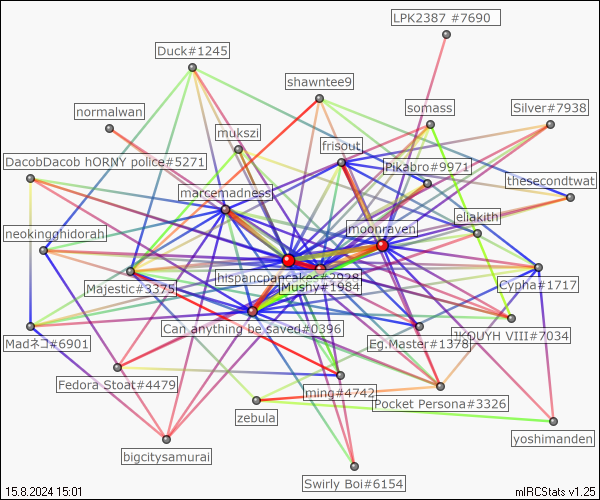 LPK2387 #7690
Duck#1245
shawntee9
normalwan
somass
Silver#7938
mukszi
frisout
DacobDacob hORNY police#5271
Pikabro#9971
marcemadness
thesecondtwat
eliakith
neokingghidorah
moonraven
hispancpancakes#2928
Majestic#3375
Mushy#1984
Cypha#1717
Can anything be saved#0396
VIII#7034
Madネコ#6901
Eg.Master#1378
Fedora Stoat#4479
ming#4742
Pocket Persona#3326
zebula
yoshimanden
bigcitysamurai
Swirly Boi#6154
15.8.2024 15:01
mIRCStats v1.25